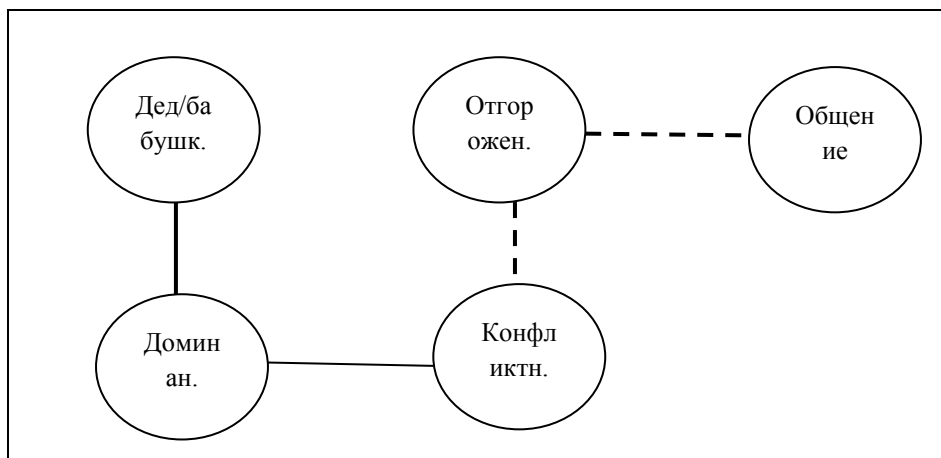 Дед/ба
бушк.
Отгор
ожен.
Общен
ие
Домин
ан.
Конфл
иктн.